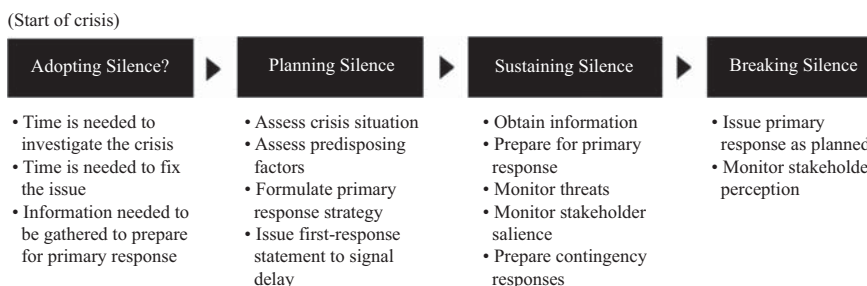 (Start of crisis)
Adopting Silence?
Planning Silence
Sustaining Silence
Breaking Silence
• Time is needed to
investigate the crisis
• Time is needed to fix
the issue
• Information needed to
be gathered to prepare
for primary response
• Assess crisis situation
• Assess predisposing
factors
• Formulate primary
response strategy
• Issue first-response
statement to signal
delay
• Obtain information
• Prepare for primary
response
• Monitor threats
• Monitor stakeholder
salience
• Prepare contingency
responses
• Issue primary
response as planned
• Monitor stakeholde
perception